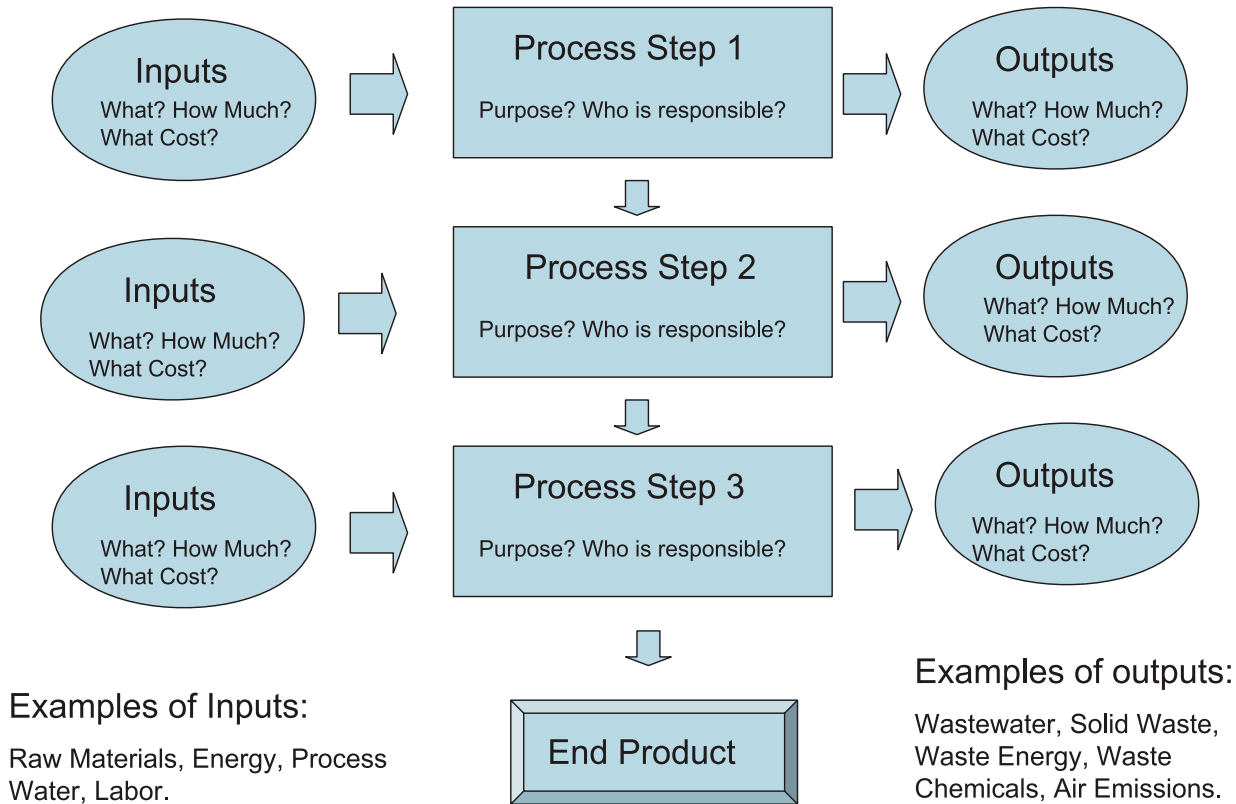 Inputs
What? How Much?
What Cost?
Process Step 1
Purpose? Who is responsible?
Outputs
What? How Much?
What Cost?
Inputs
What? How Much?
What Cost?
Process Step 2
Purpose? Who is responsible?
Outputs
What? How Much?
What Cost?
Inputs
What? How Much?
What Cost?
Process Step 3
Purpose? Who is responsible?
Outputs
What? How Much?
What Cost?
Examples of Inputs:
Raw Materials, Energy, Process
Water, Labor.
End Product
Examples of outputs:
Wastewater, Solid Waste,
Waste Energy, Waste
Chemicals, Air Emissions.